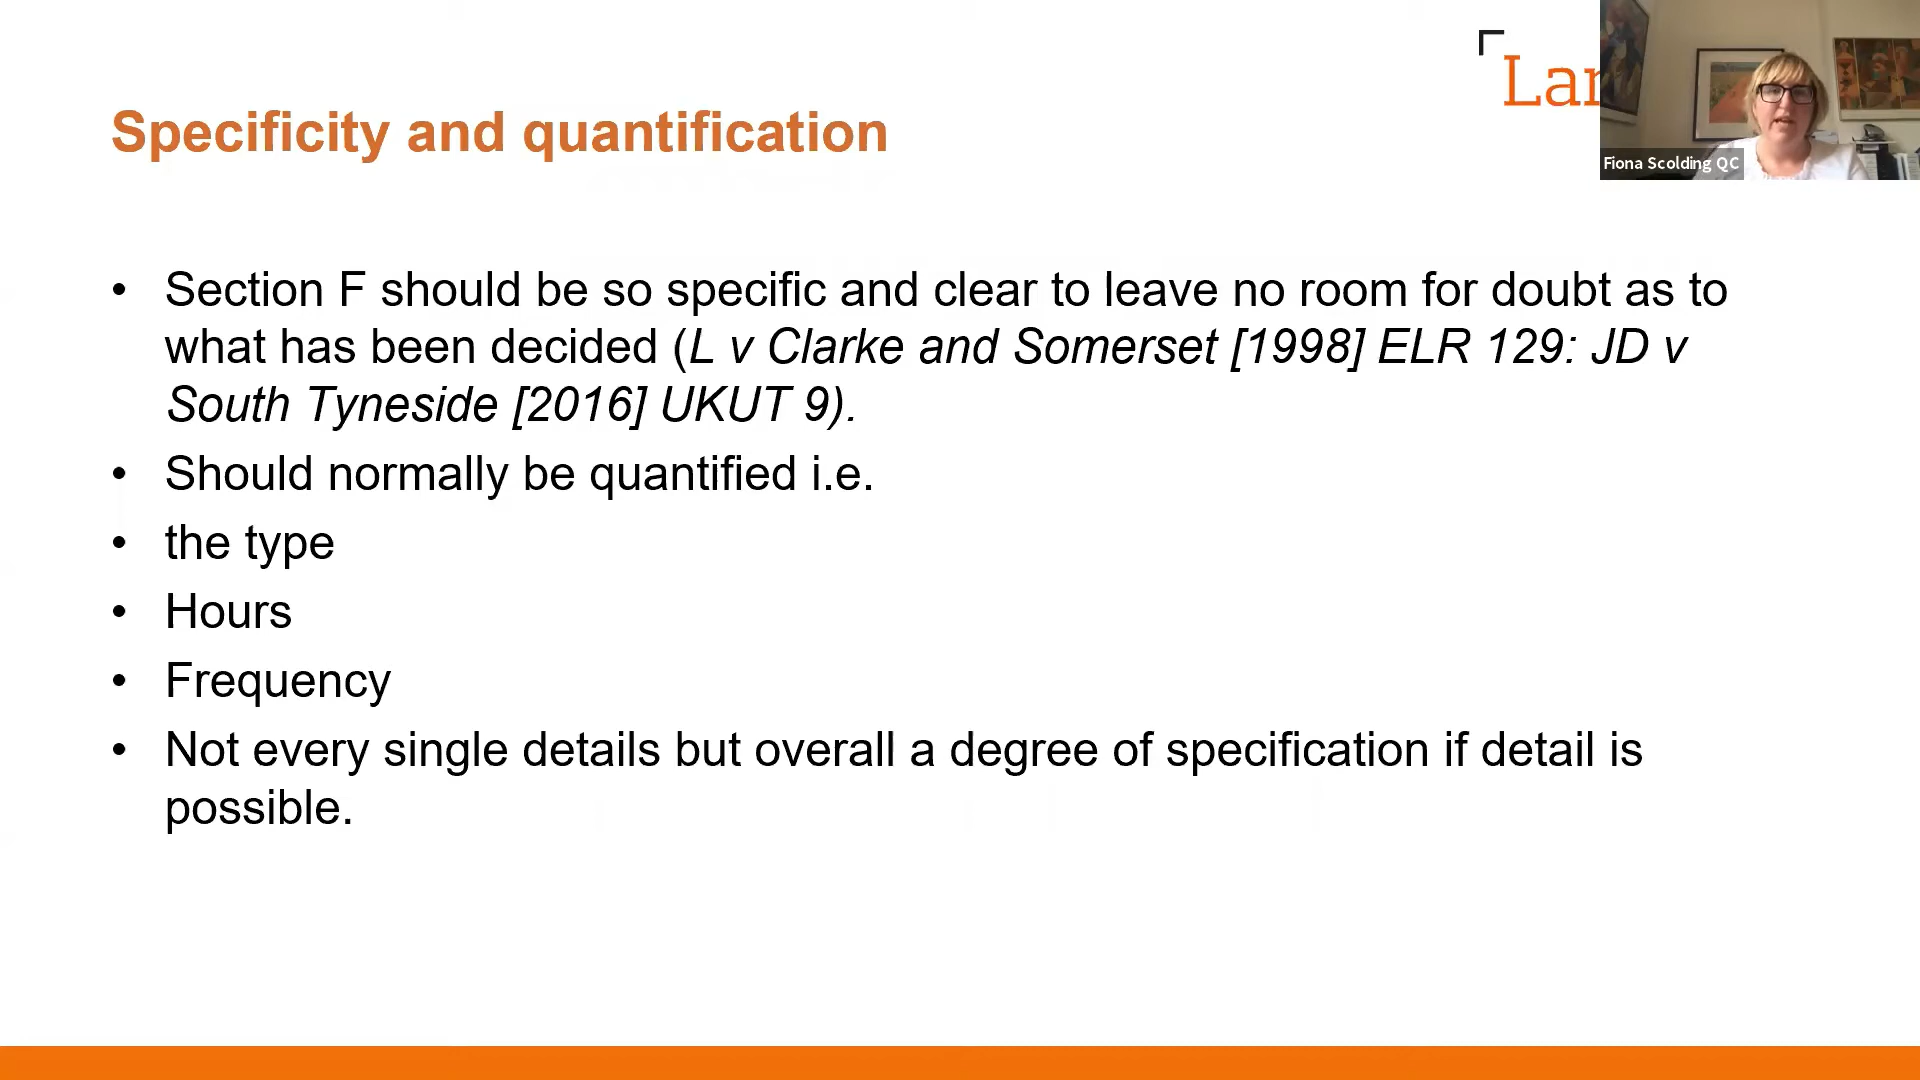 Lar
Fiona Scolding QC
Specificity and quantification
• Section F should be so specific and clear to leave no room for doubt as to
what has been decided (L v Clarke and Somerset [1998] ELR 129: JD v
South Tyneside [2016] UKUT 9).
• Should normally be quantified i.e.
• the type
• Hours
• Frequency
• Not every single details but overall a degree of specification if detail is
possible.